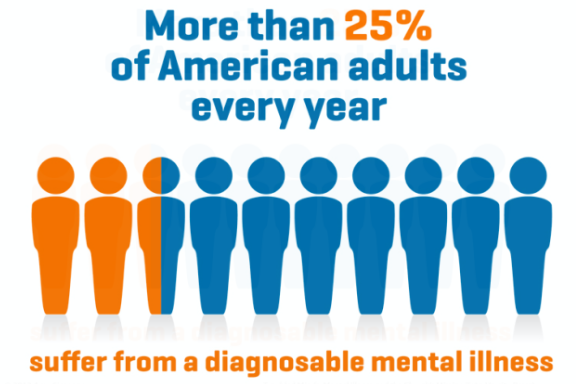 More than 25%
of American adults
every year
suffer from a diagnosable mental illness